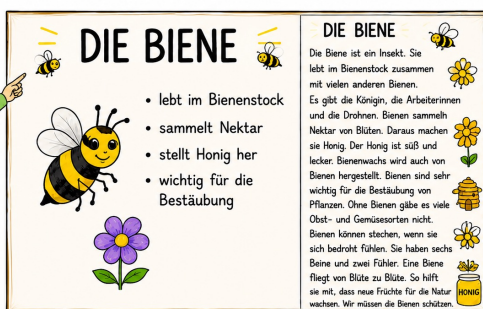 DIE BIENE
• lebt im Bienenstock
• sammelt Nektar
• stellt Honig her
• wichtig für die
Bestäubung
DIE BIENE
Die Biene ist ein Insekt. Sie
lebt im Bienenstock zusammen
mit vielen anderen Bienen.
Es gibt die Königin, die Arbeiterinnen
und die Drohnen. Bienen sammeln
Nektar von Blüten. Daraus machen
sie Honig. Der Honig ist süß und
lecker. Bienenwachs wird auch von
Bienen hergestellt. Bienen sind sehr
wichtig für die Bestäubung von
Pflanzen. Ohne Bienen gäbe es viele
Obst- und Gemüsesorten nicht.
Bienen können stechen, wenn sie
sich bedroht fühlen. Sie haben sechs
Beine und zwei Fühler. Eine Biene
fliegt von Blüte zu Blüte. So hilft
sie mit, dass neue Früchte für die Natur
wachsen. Wir müssen die Bienen schützen.
HONIG